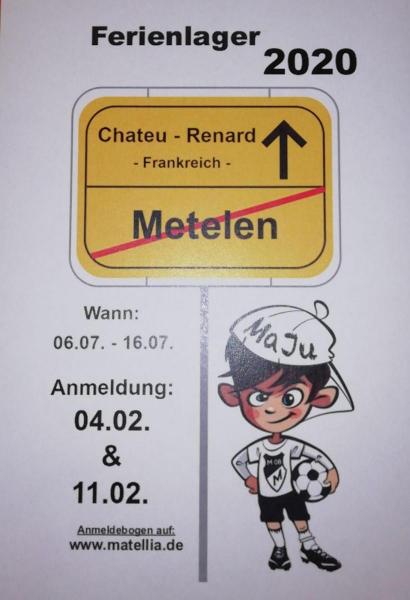 Ferienlager
2020
Chateu - Renard
- Frankreich -
Metelen
Wann:
06.07. - 16.07.
Anmeldung:
04.02.
&
11.02.
Anmeldebogen auf:
www.matellia.de
MaJu
M 08
M